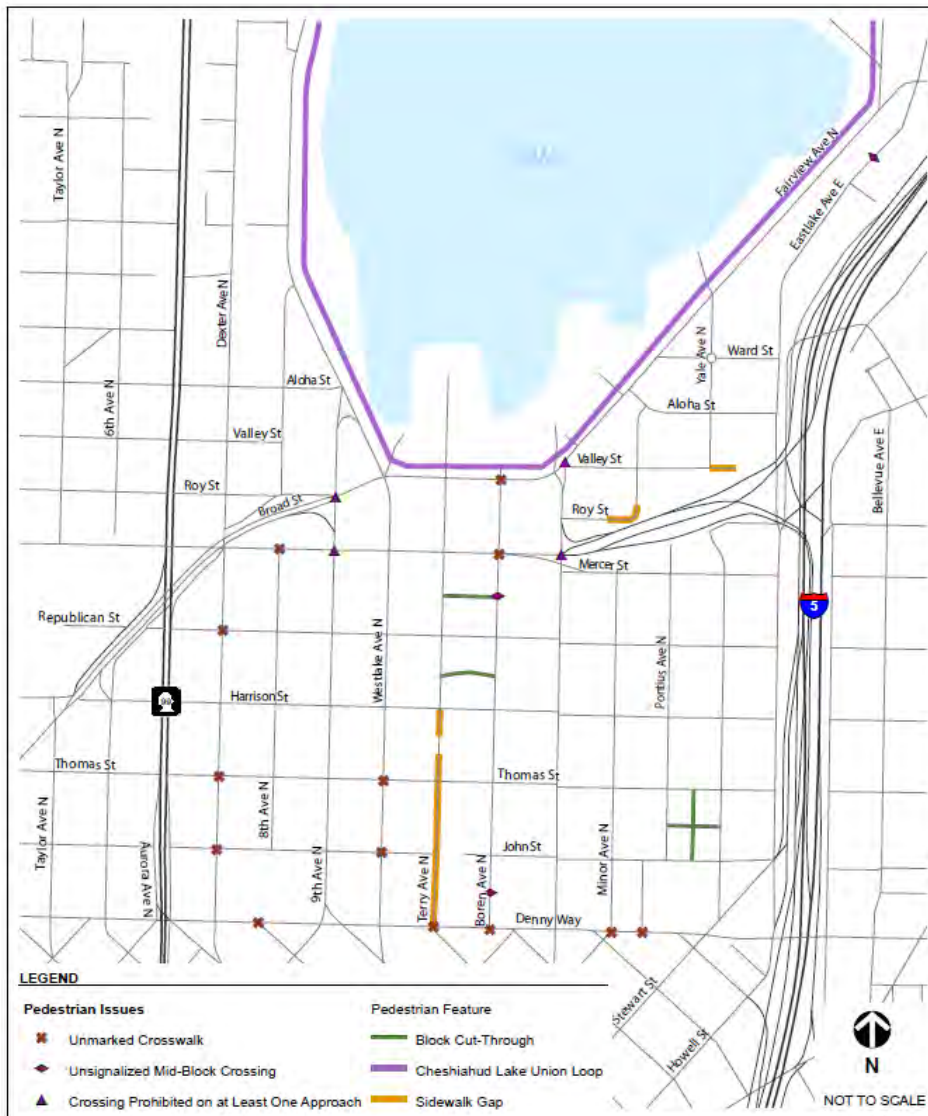 Taylor Ave N
6th Ave N
Dexter Ave N
Fairview Ave N
Eastlake Ave E
Yale Ave N
Ward St
Aloha St
Aloha St
Valley St
Valley St
Roy St
Broad St
Roy St
Bellevue Ave E
Mercer St
5
Republican St
Westlake Ave N
Pontius Ave N
Harrison St
99
Thomas St
Thomas St
8th Ave N
John St
Taylor Ave N
Aurora Ave N
9th Ave N
Terry Ave N
Boren Ave N
Minor Ave N
Denny Way
Stewart St
Howell St
LEGEND
Pedestrian Issues
Unmarked Crosswalk
Unsignalized Mid-Block Crossing
Crossing Prohibited on at Least One Approach
Pedestrian Feature
Block Cut-Through
Cheshiahud Lake Union Loop
Sidewalk Gap
N
NOT TO SCALE